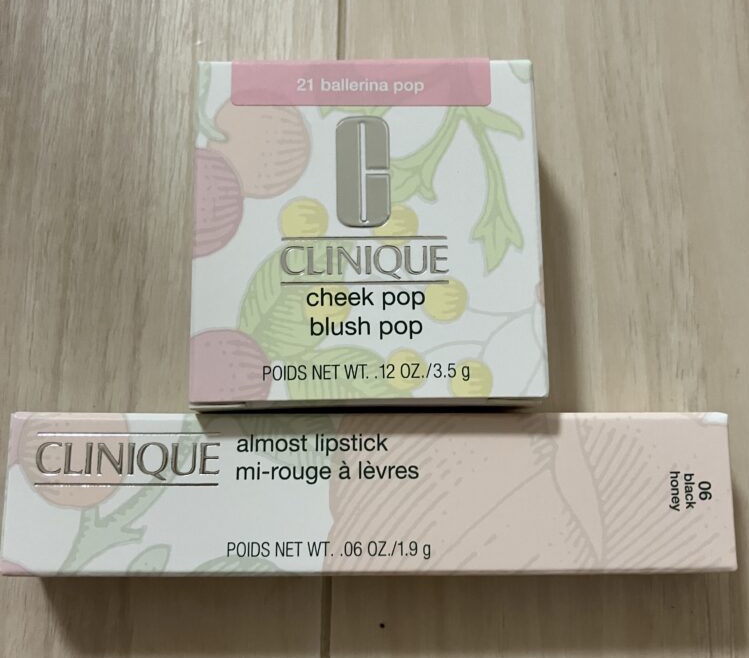 21 ballerina pop
CLINIQUE
cheek pop
blush pop
POIDS NET WT. .12 OZ./3.5 g
CLINIQUE
almost lipstick
mi-rouge à lèvres
POIDS NET WT. .06 OZ./1.9 g
06
black
honey